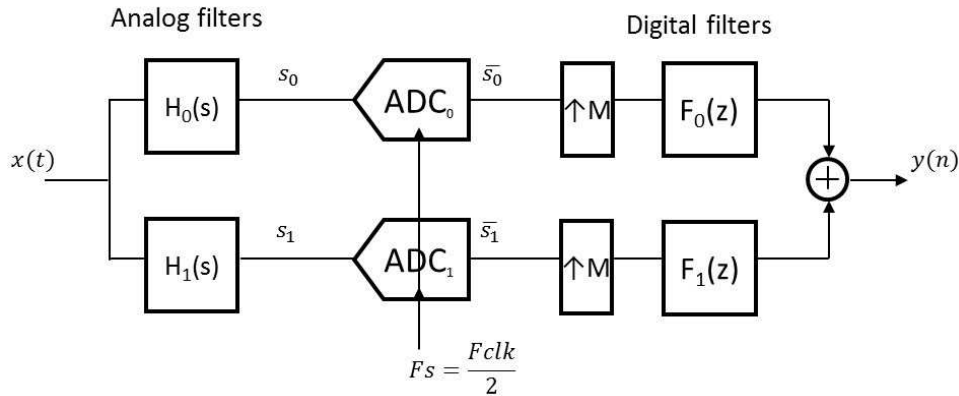 Analog filters
Digital filters
H₀(s)
s₀
ADC₀
s̅₀
↑M
F₀(z)
x(t)
y(n)
H₁(s)
s₁
ADC₁
s̅₁
↑M
F₁(z)
Fs = Fclk/2